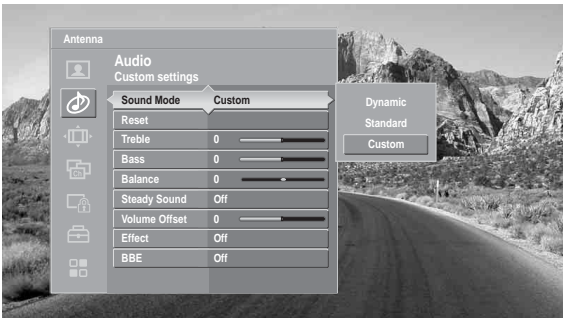 Antenna
Audio
Custom settings
Sound Mode Custom
Reset
Treble 0
Bass 0
Balance 0
Steady Sound Off
Volume Offset 0
Effect Off
BBE Off
Dynamic
Standard
Custom
Ch